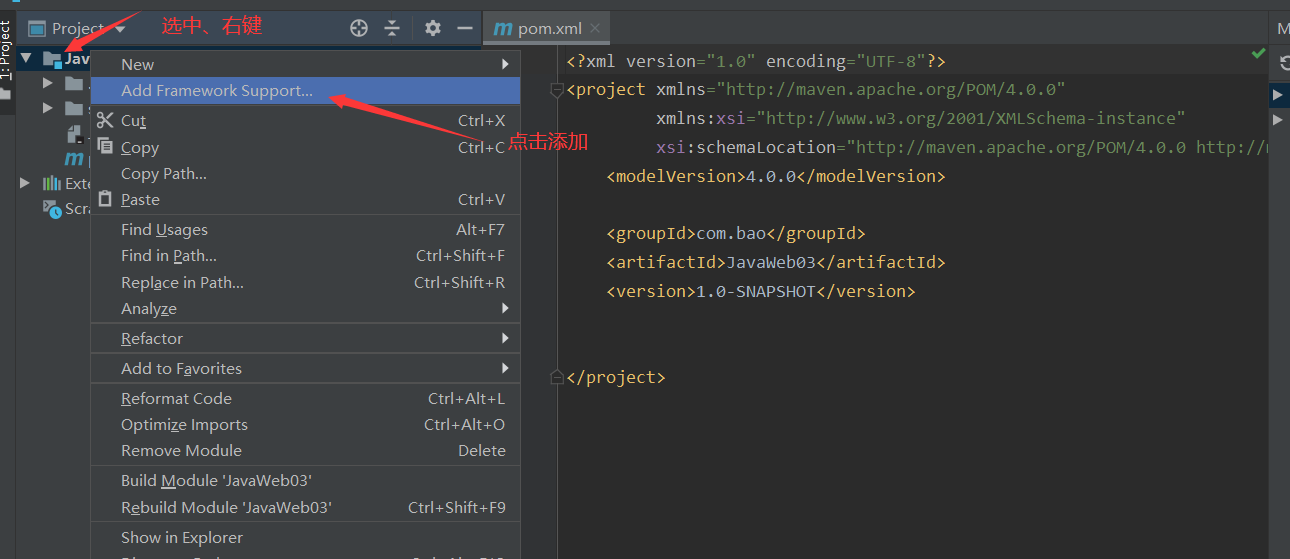 1: Project
Project
选中、右键
pom.xml
Jav
New
Add Framework Support...
Cut Ctrl+X
Copy Ctrl+C
点击添加
Copy Path...
Paste Ctrl+V
Find Usages Alt+F7
Find in Path... Ctrl+Shift+F
Replace in Path... Ctrl+Shift+R
Analyze
Refactor
Add to Favorites
Reformat Code Ctrl+Alt+L
Optimize Imports Ctrl+Alt+O
Remove Module Delete
Build Module 'JavaWeb03'
Rebuild Module 'JavaWeb03' Ctrl+Shift+F9
Show in Explorer
Exte
Scra
<?xml version="1.0" encoding="UTF-8"?>
<project xmlns="http://maven.apache.org/POM/4.0.0"
xmlns:xsi="http://www.w3.org/2001/XMLSchema-instance"
xsi:schemaLocation="http://maven.apache.org/POM/4.0.0 http://m
<modelVersion>4.0.0</modelVersion>
<groupId>com.bao</groupId>
<artifactId>JavaWeb03</artifactId>
<version>1.0-SNAPSHOT</version>
</project>
M